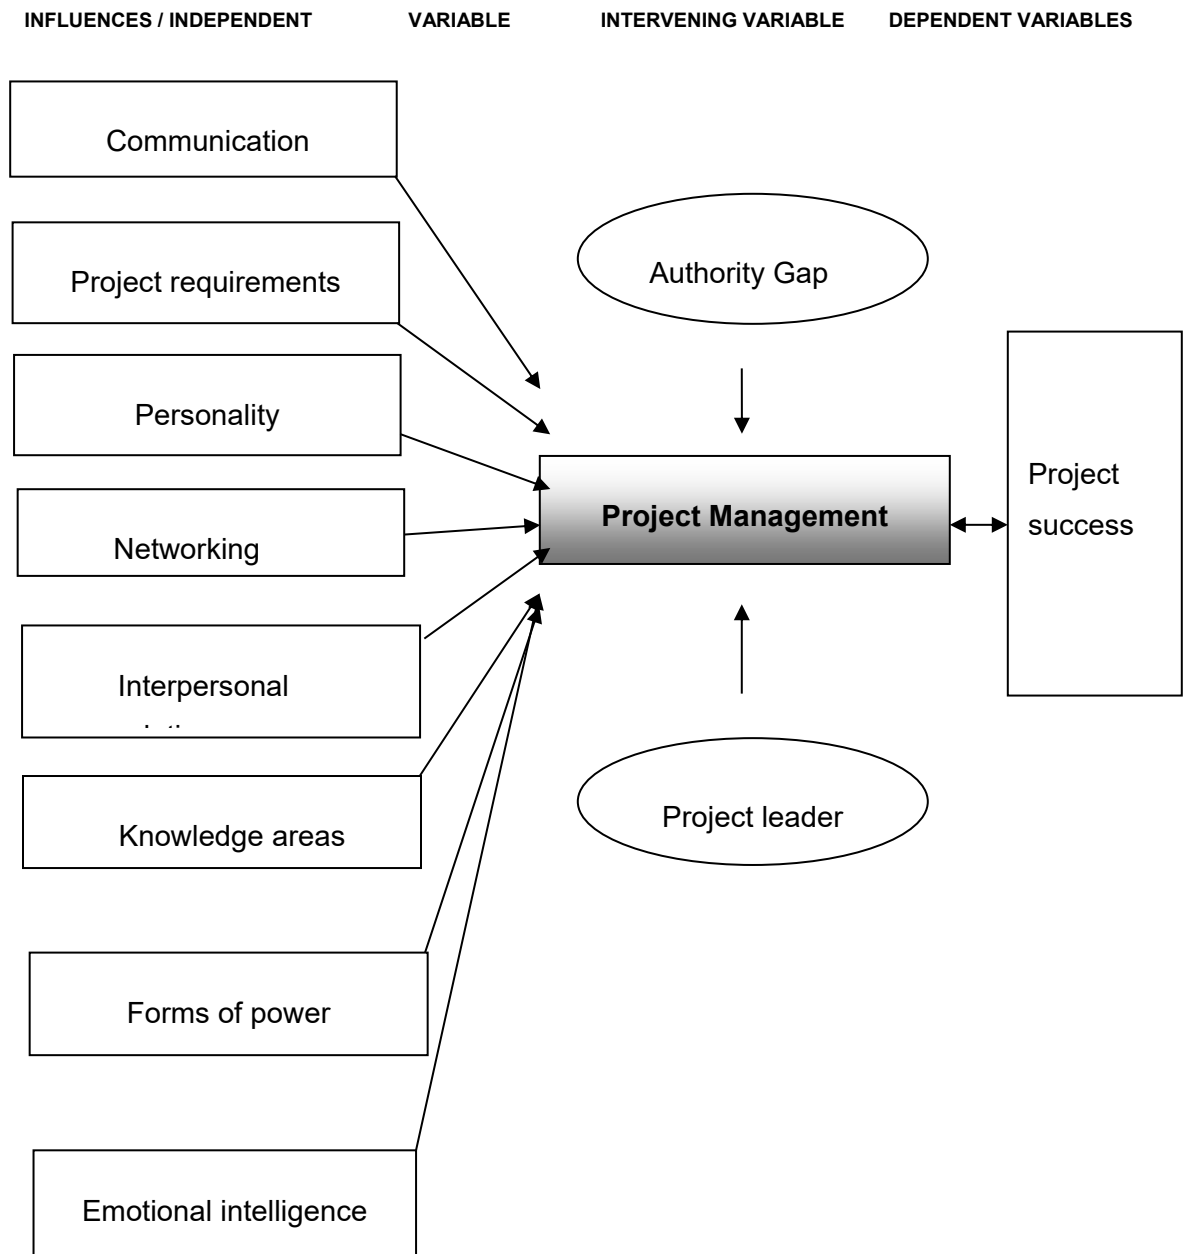 INFLUENCES / INDEPENDENT VARIABLE INTERVENING VARIABLE DEPENDENT VARIABLES
Communication
Project requirements
Authority Gap
Personality
Project
success
Project Management
Networking
Interpersonal
Project leader
Knowledge areas
Forms of power
Emotional intelligence